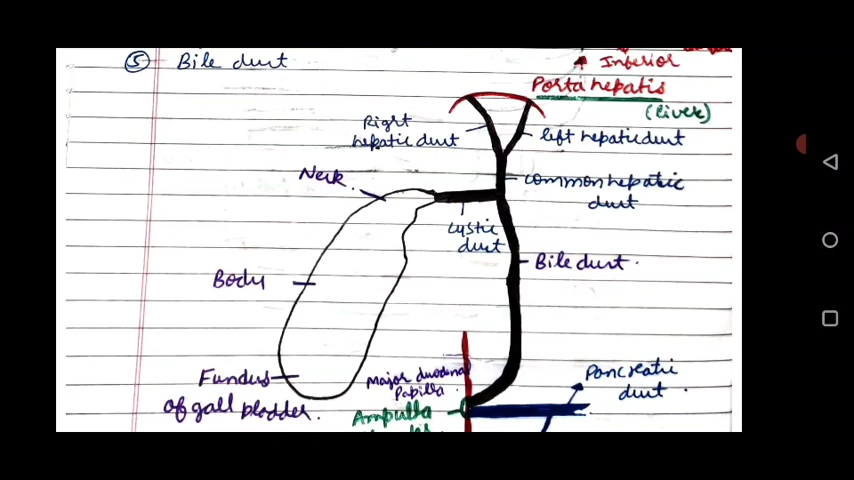 ⑤ Bile duct
Inferior
Porta hepatis
(liver)
Right
hepatic duct
left hepatic duct
Neck.
common hepatic
duct
Cystic
duct
Bile duct.
Body
Fundus
of gall bladder.
Major duodenal
Papilla.
Pancreatic
duct.
Ampulla